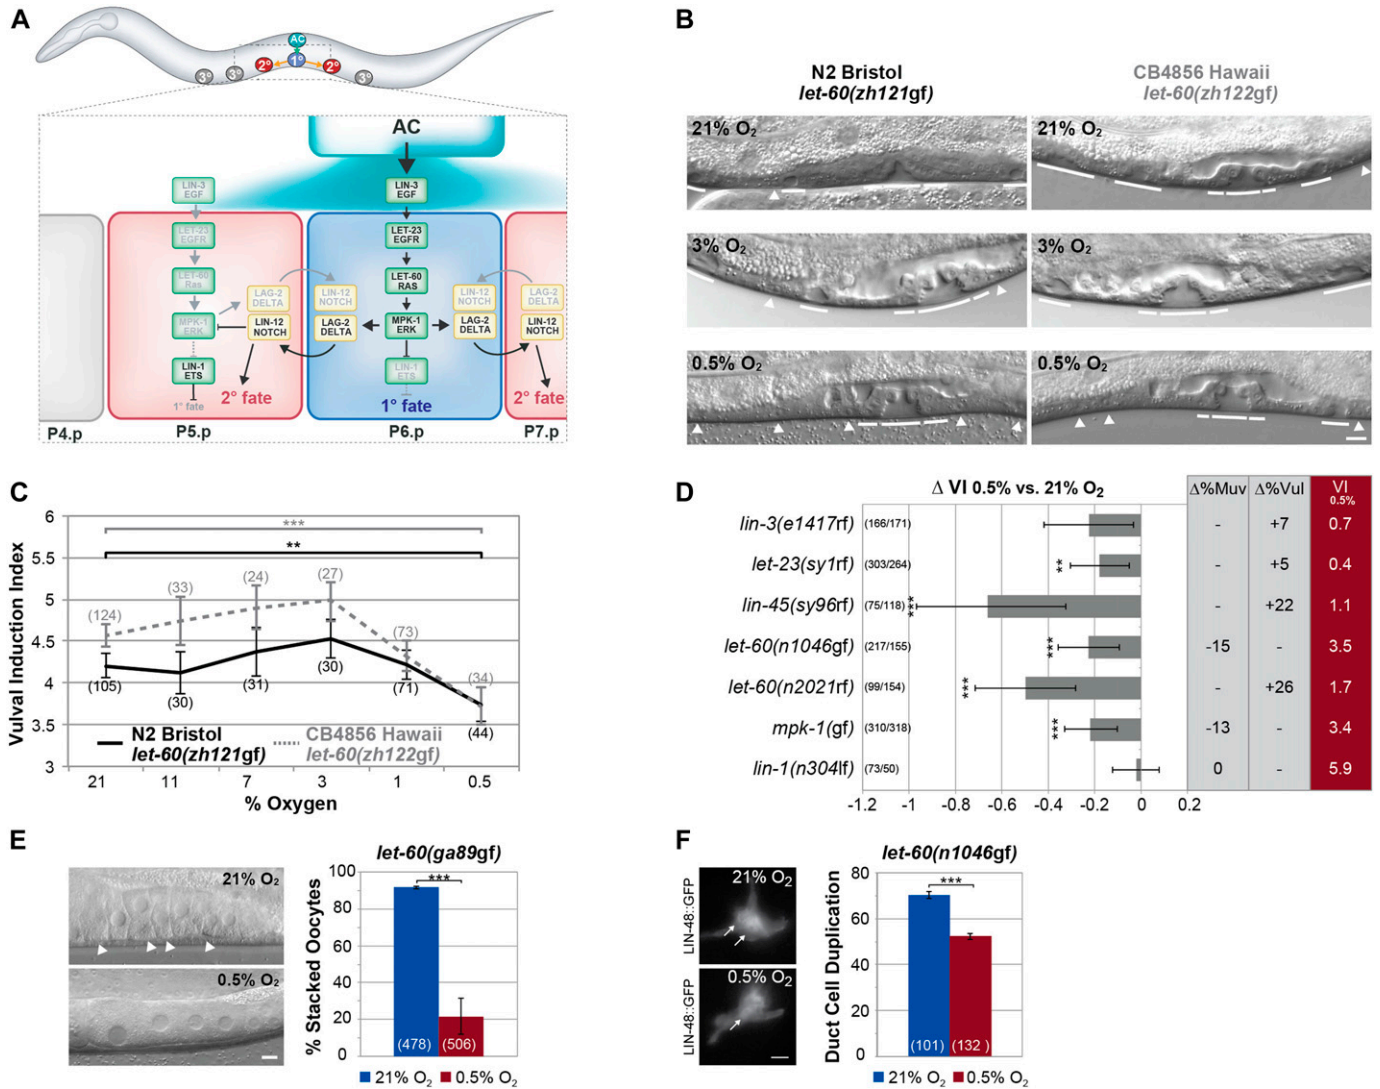 A
AC
3°
3°
2°
1°
2°
3°
AC
LIN-3
EGF
LIN-3
EGF
LET-23
EGFR
LET-23
EGFR
LET-60
Ras
LET-60
RAS
LAG-2
DELTA
LIN-12
NOTCH
LIN-12
NOTCH
LAG-2
DELTA
MPK-1
ERK
LIN-12
NOTCH
LAG-2
DELTA
MPK-1
ERK
LAG-2
DELTA
LIN-12
NOTCH
LIN-1
ETS
LIN-1
ETS
1° fate
2° fate
1° fate
2° fate
P4.p
P5.p
P6.p
P7.p
B
N2 Bristol
let-60(zh121gf)
CB4856 Hawaii
let-60(zh122gf)
21% O2
21% O2
3% O2
3% O2
0.5% O2
0.5% O2
C
Vulval Induction Index
6
5.5
5
4.5
4
3.5
3
***
**
(124)
(33)
(24)
(27)
(73)
(34)
(105)
(30)
(31)
(30)
(71)
(44)
N2 Bristol
let-60(zh121gf)
CB4856 Hawaii
let-60(zh122gf)
21 11 7 3 1 0.5
% Oxygen
D
Δ VI 0.5% vs. 21% O2
Δ%Muv
Δ%Vul
VI
0.5%
lin-3(e1417rf) (166/171) - +7 0.7
let-23(sy1rf) (303/264) ** - +5 0.4
lin-45(sy96rf) (75/118) *** - +22 1.1
let-60(n1046gf) (217/155) *** -15 - 3.5
let-60(n2021rf) (99/154) *** - +26 1.7
mpk-1(gf) (310/318) *** -13 - 3.4
lin-1(n304lf) (73/50) 0 - 5.9
-1.2 -1 -0.8 -0.6 -0.4 -0.2 0 0.2
E
21% O2
0.5% O2
let-60(ga89gf)
% Stacked Oocytes
100
80
60
40
20
0
***
(478)
(506)
21% O2
0.5% O2
F
LIN-48::GFP
21% O2
LIN-48::GFP
0.5% O2
let-60(n1046gf)
Duct Cell Duplication
80
60
40
20
0
***
(101)
(132 )
21% O2
0.5% O2